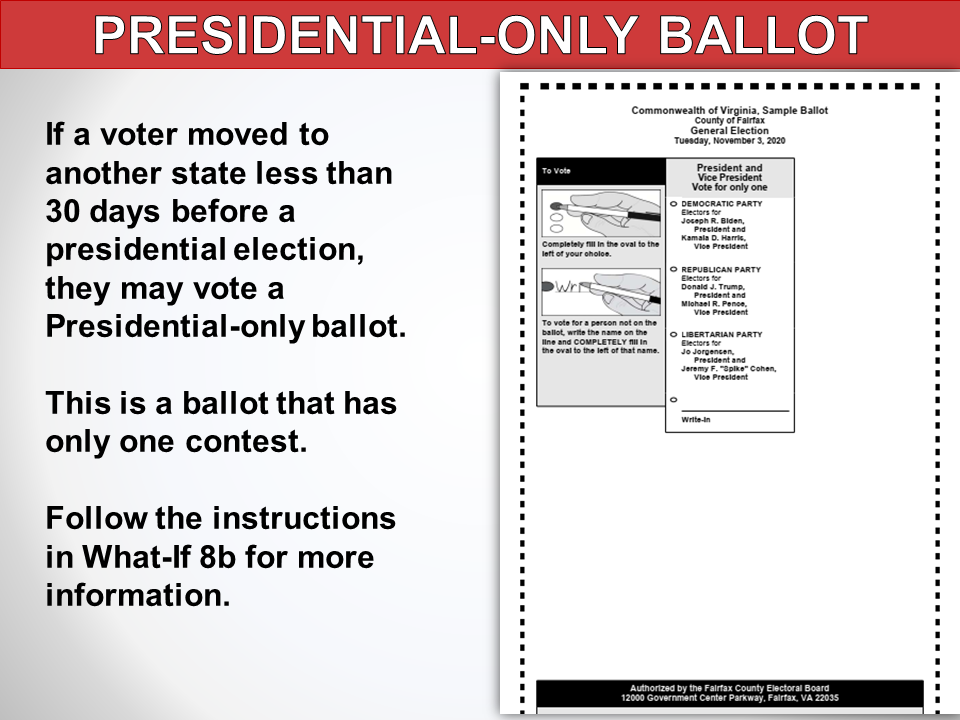 PRESIDENTIAL-ONLY BALLOT
If a voter moved to
another state less than
30 days before a
presidential election,
they may vote a
Presidential-only ballot.
This is a ballot that has
only one contest.
Follow the instructions
in What-If 8b for more
information.
Commonwealth of Virginia, Sample Ballot
County of Fairfax
General Election
Tuesday, November 3, 2020
To Vote
Completely fill in the oval to the
left of your choice.
Wri
To vote for a person not on the
ballot, write the name on the
line and COMPLETELY fill in
the oval to the left of that name.
President and
Vice President
Vote for only one
DEMOCRATIC PARTY
Electors for
Joseph R. Biden,
President and
Kamala D. Harris,
Vice President
REPUBLICAN PARTY
Electors for
Donald J. Trump,
President and
Michael R. Pence,
Vice President
LIBERTARIAN PARTY
Electors for
Jo Jorgensen,
President and
Jeremy F. "Spike" Cohen,
Vice President
Write-In
Authorized by the Fairfax County Electoral Board
12000 Government Center Parkway, Fairfax, VA 22035